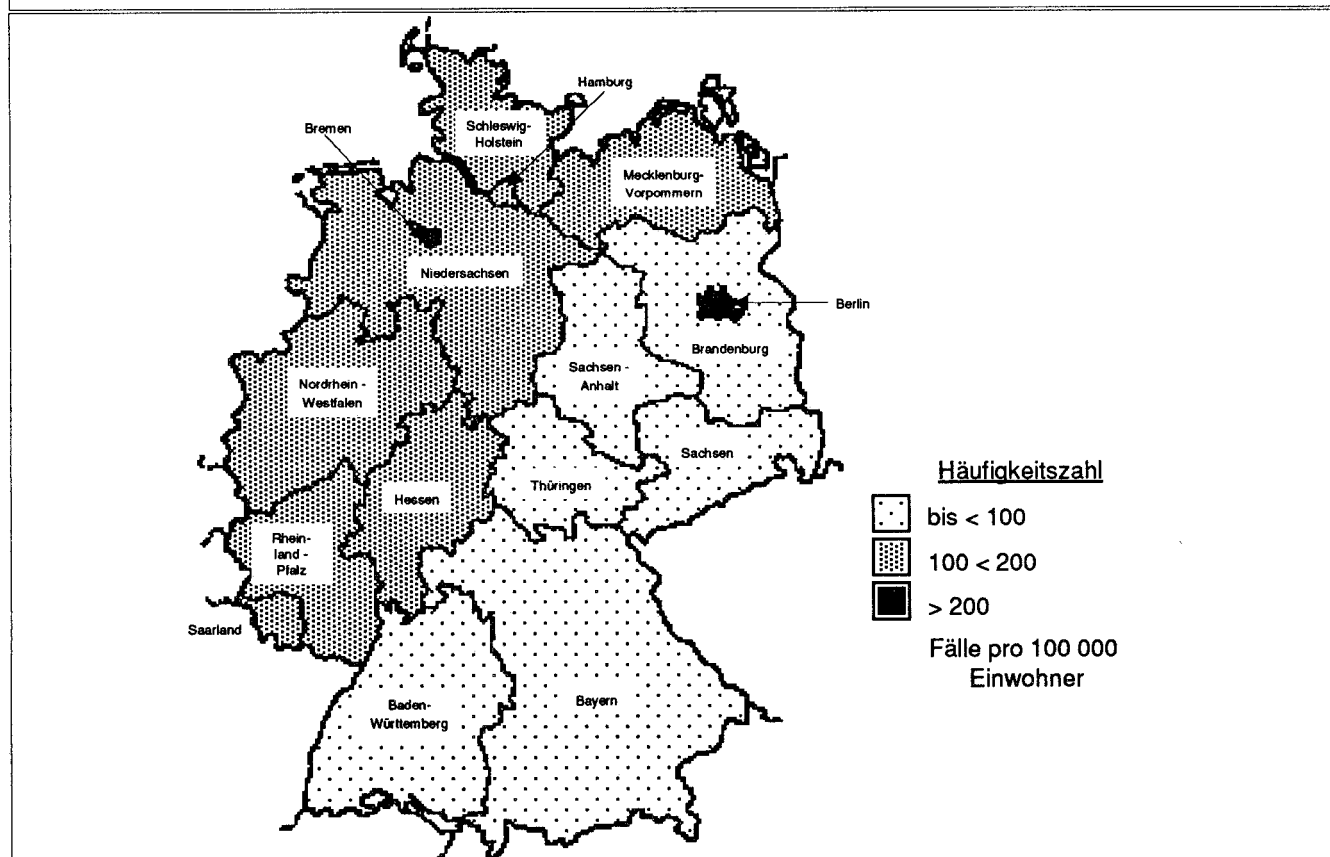 Hamburg
Bremen
Schleswig-
Holstein
Mecklenburg-
Vorpommern
Niedersachsen
Berlin
Brandenburg
Sachsen -
Anhalt
Nordrhein -
Westfalen
Sachsen
Thüringen
Hessen
Rhein-
land -
Pfalz
Saarland
Baden-
Württemberg
Bayern
Häufigkeitszahl
bis < 100
100 < 200
> 200
Fälle pro 100 000
Einwohner